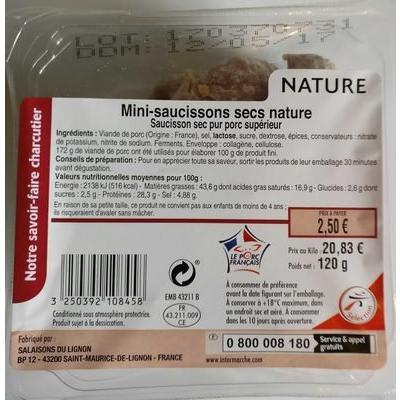 LOT: 170370731
DDM: 12/05/17
NATURE
Mini-saucissons secs nature
Saucisson sec pur porc supérieur
Ingrédients : Viande de porc (Origine : France), sel, lactose, sucre, dextrose, épices, conservateurs : nitrate
de potassium, nitrite de sodium. Ferments. Enveloppe : collagène, cellulose.
172 g de viande de porc ont été utilisés pour élaborer 100 g de produit fini.
Conseils de préparation : Pour en apprécier toute sa saveur, sortir les produits de leur emballage 30 minutes
avant dégustation.
Valeurs nutritionnelles moyennes pour 100g :
Energie : 2138 kJ (516 kcal) - Matières grasses : 43,6 g dont acides gras saturés : 16,9 g - Glucides : 2,8 g dont
sucres : 2,5 g - Protéines : 28,3 g - Sel : 4,88 g.
En raison de sa petite taille, ce produit ne convient pas aux enfants de moins de 4 ans ;
ils risqueraient d'avaler sans mâcher.
Notre savoir-faire charcutier
PRIX À PAYER
2,50 €
Prix au Kilo : 20,83 €
Poids net : 120 g
LE PORC
FRANÇAIS
3 250392 108458
EMB 43211 B
FR
43.211.009
CE
Conditionné sous atmosphère protectrice.
Produit sujet à la dessiccation.
À consommer de préférence
avant la date figurant sur l'emballage.
À conserver à +18°C maximum, dans
un endroit sec et aéré. À consommer
dans les 10 jours après ouverture.
Sélection
Fabriqué par :
SALAISONS DU LIGNON
BP 12 - 43200 SAINT-MAURICE-DE-LIGNON - FRANCE
0 800 008 180
Service & appel
gratuits
www.intermarche.com